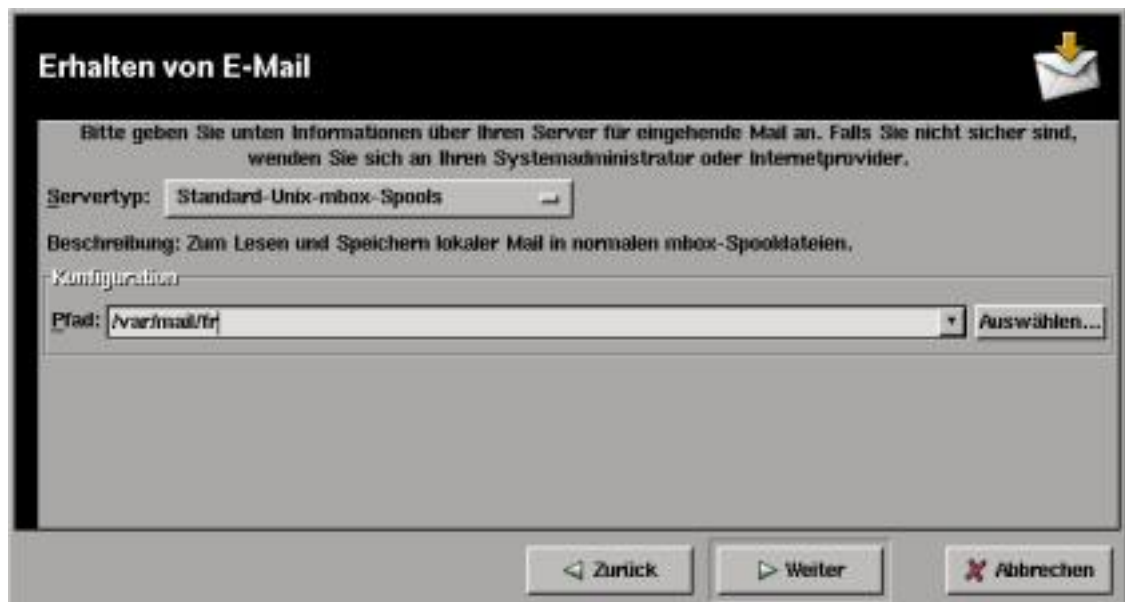 Erhalten von E-Mail
Bitte geben Sie unten Informationen über Ihren Server für eingehende Mail an. Falls Sie nicht sicher sind,
wenden Sie sich an Ihren Systemadministrator oder Internetprovider.
Servertyp: Standard-Unix-mbox-Spools
Beschreibung: Zum Lesen und Speichern lokaler Mail in normalen mbox-Spooldateien.
Konfiguration
Pfad: /var/mail/fr Auswählen...
Zurück Weiter Abbrechen